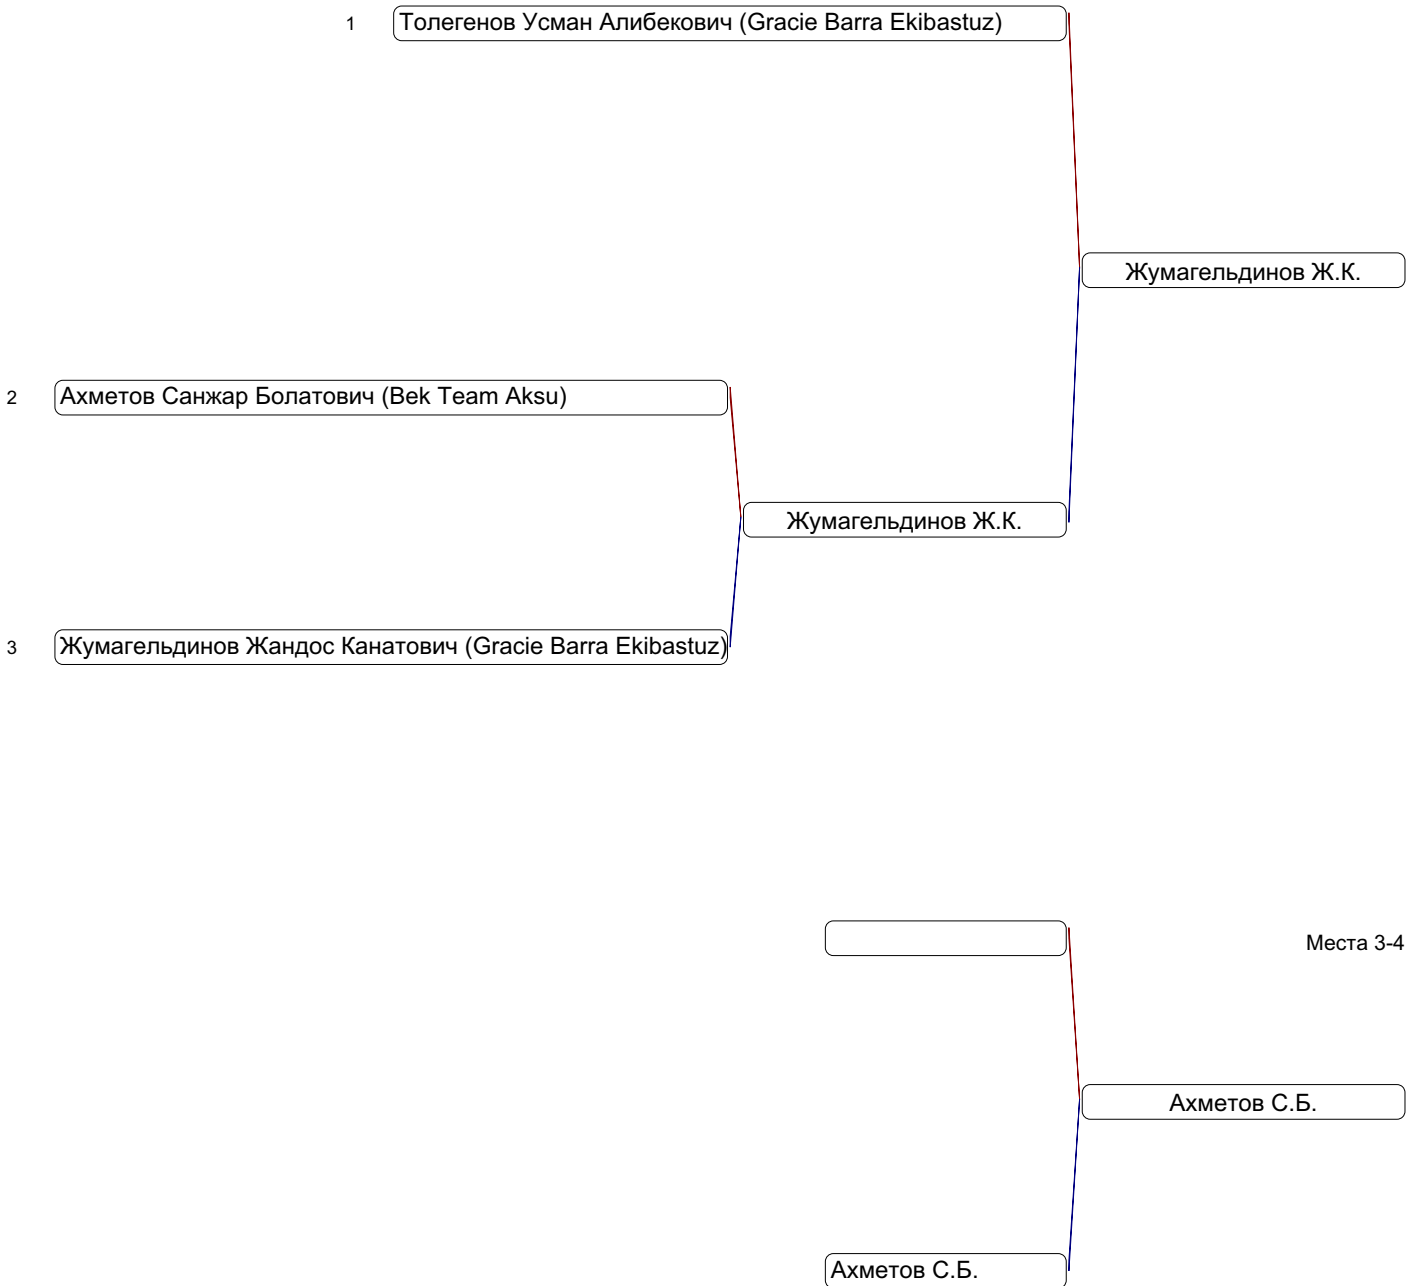 1 Толегенов Усман Алибекович (Gracie Barra Ekibastuz)
Жумагельдинов Ж.К.
2 Ахметов Санжар Болатович (Bek Team Aksu)
Жумагельдинов Ж.К.
3 Жумагельдинов Жандос Канатович (Gracie Barra Ekibastuz)
Места 3-4
Ахметов С.Б.
Ахметов С.Б.